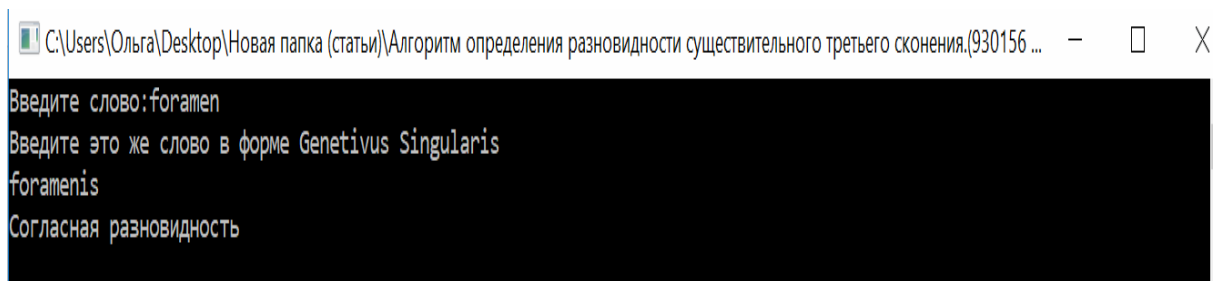 C:\Users\Ольга\Desktop\Новая папка (статьи)\Алгоритм определения разновидности существительного третьего сконения.(930156 ...
Введите слово:foramen
Введите это же слово в форме Genetivus Singularis
foramenis
Согласная разновидность